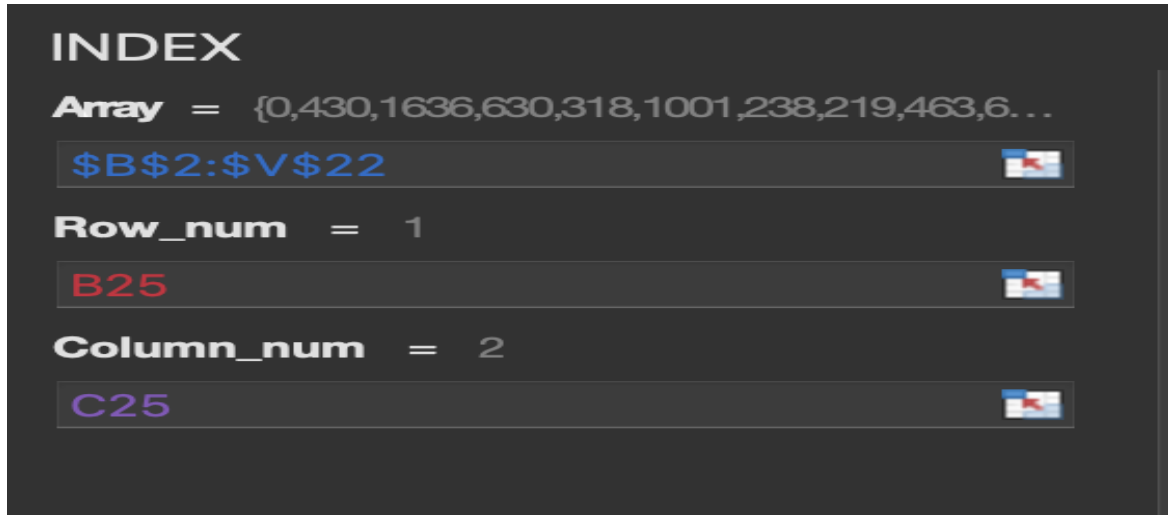 INDEX
Array = {0,430,1636,630,318,1001,238,219,463,6...
$B$2:$V$22
Row_num = 1
B25
Column_num = 2
C25